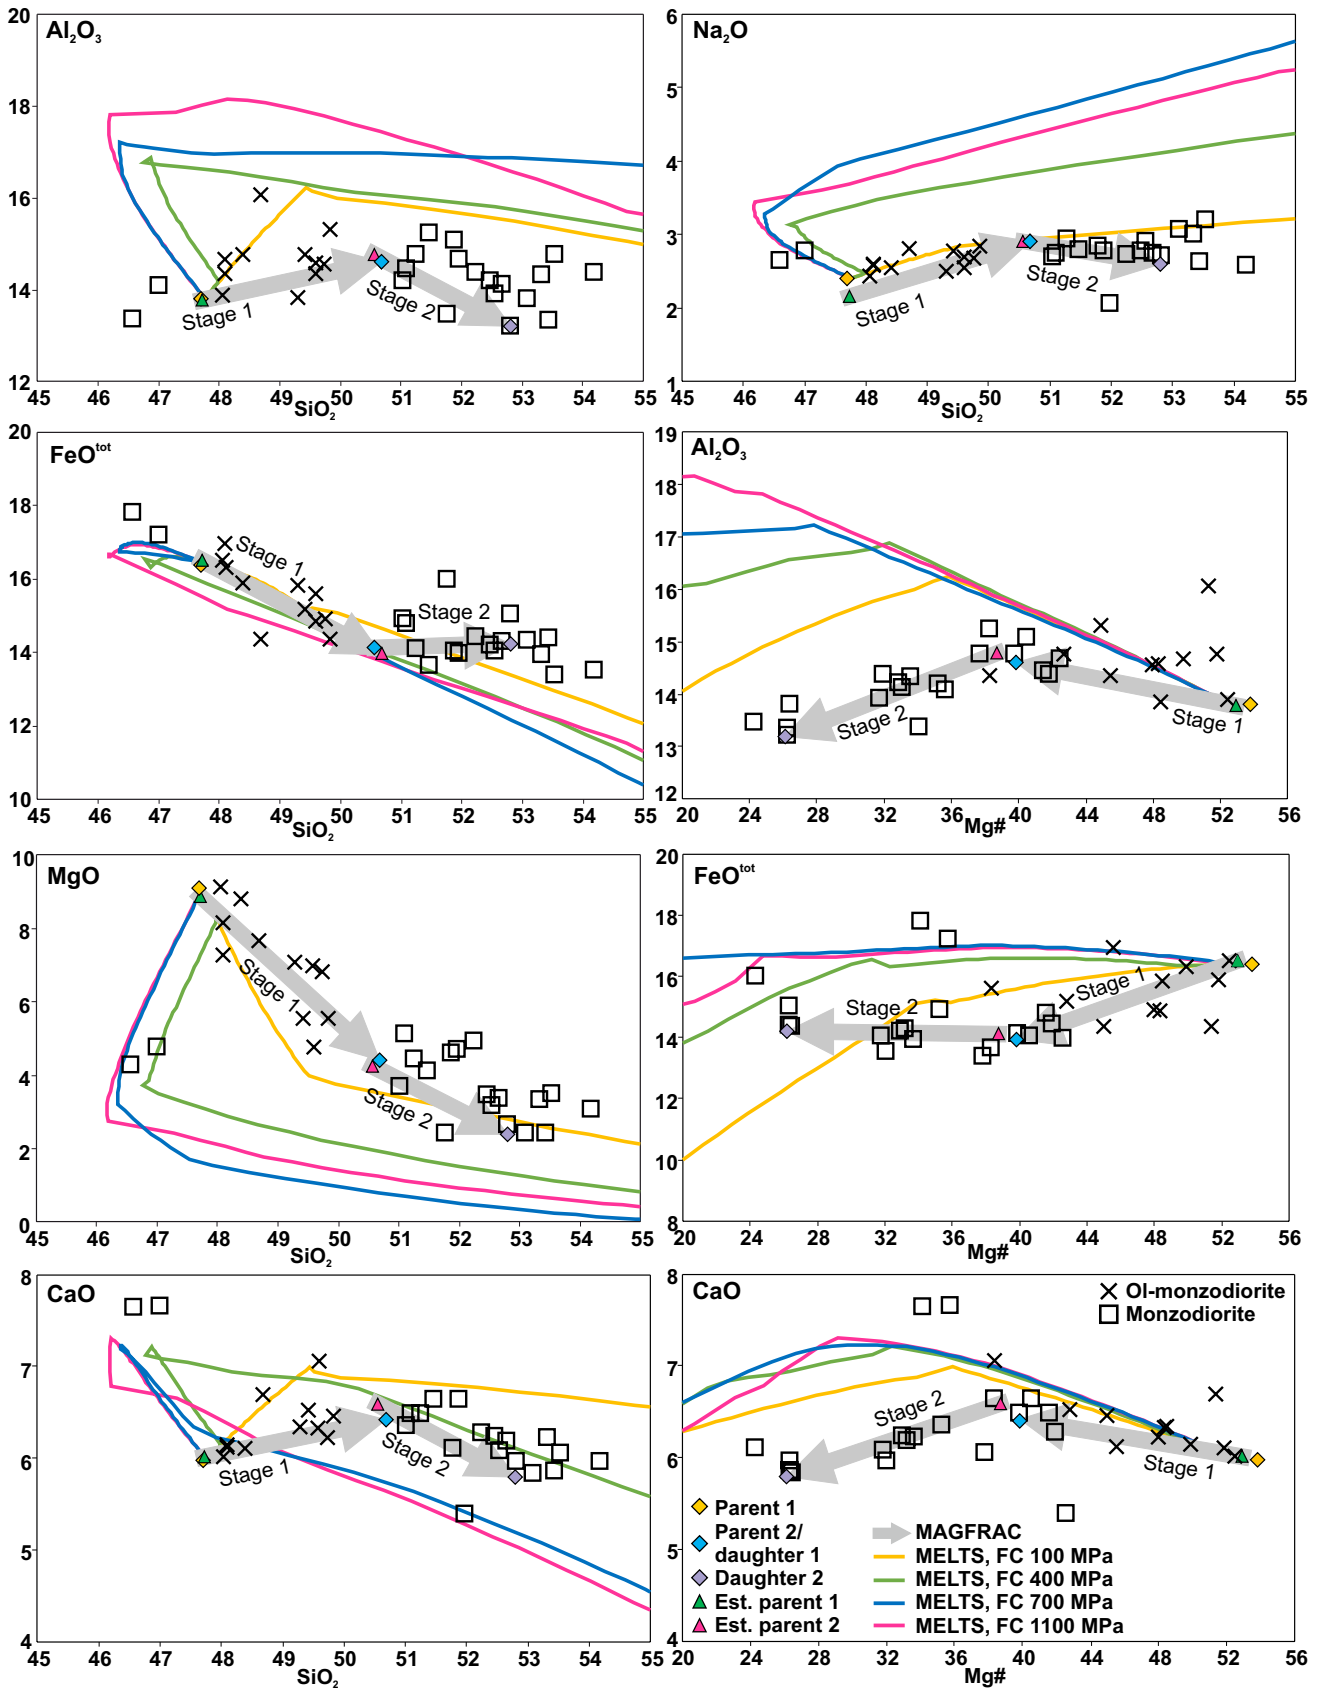 Al₂O₃
20
18
16
14
12
Stage 1
Stage 2
45 46 47 48 49 50 51 52 53 54 55
SiO₂
Na₂O
6
5
4
3
2
1
Stage 1
Stage 2
45 46 47 48 49 50 51 52 53 54 55
SiO₂
FeOᵗᵒᵗ
20
18
16
14
12
10
Stage 1
Stage 2
45 46 47 48 49 50 51 52 53 54 55
SiO₂
Al₂O₃
19
18
17
16
15
14
13
12
Stage 2
Stage 1
20 24 28 32 36 40 44 48 52 56
Mg#
MgO
10
8
6
4
2
0
Stage 1
Stage 2
45 46 47 48 49 50 51 52 53 54 55
SiO₂
FeOᵗᵒᵗ
20
18
16
14
12
10
8
Stage 2
Stage 1
20 24 28 32 36 40 44 48 52 56
Mg#
CaO
8
7
6
5
4
Stage 1
Stage 2
45 46 47 48 49 50 51 52 53 54 55
SiO₂
CaO
8
7
6
5
4
Ol-monzodiorite
Monzodiorite
Stage 2
Stage 1
Parent 1
Parent 2/
daughter 1
Daughter 2
Est. parent 1
Est. parent 2
MAGFRAC
MELTS, FC 100 MPa
MELTS, FC 400 MPa
MELTS, FC 700 MPa
MELTS, FC 1100 MPa
20 24 28 32 36 40 44 48 52 56
Mg#